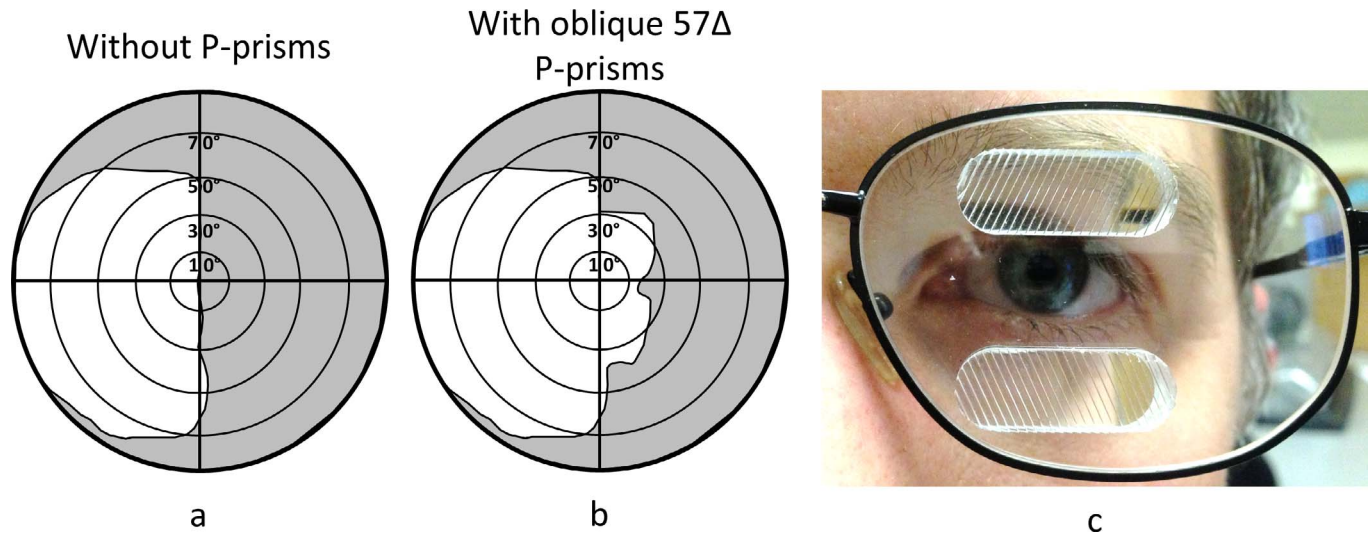 Without P-prisms
With oblique 57Δ
P-prisms
70°
50°
30°
10°
70°
50°
30°
10°
a
b
c